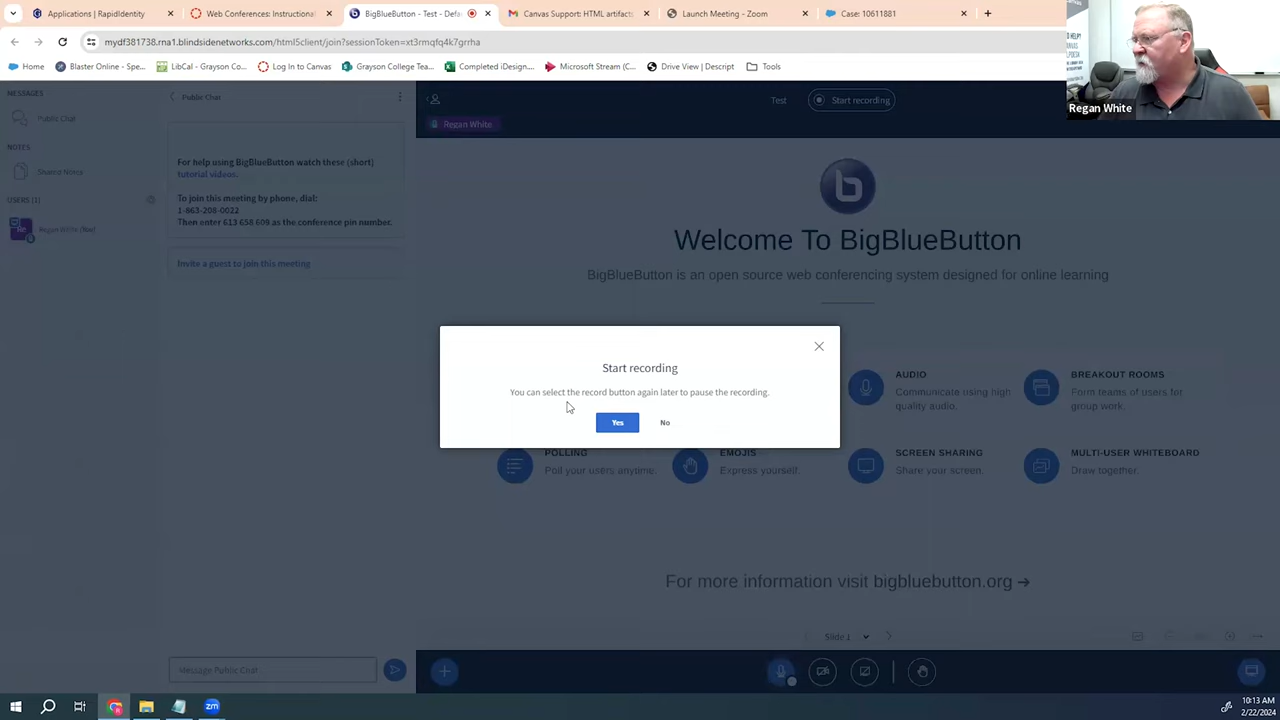 Applications | RapidIdentity
Web Conferences: Instructional
BigBlueButton - Test - Defa
Canvas Support: HTML artifacts
Launch Meeting - Zoom
Case: 10611881
mydf381738.rna1.blindsidenetworks.com/html5client/join?sessionToken=xt3rmqfq4k7grrha
Home
Blaster Online - Spe...
LibCal - Grayson Co...
Log In to Canvas
Grayson College Tea...
Completed iDesign...
Microsoft Stream (C...
Drive View | Descript
Tools
Regan White
MESSAGES
Public Chat
NOTES
Shared Notes
USERS (1)
Re
Regan White (You)
Public Chat
For help using BigBlueButton watch these (short)
tutorial videos.
To join this meeting by phone, dial:
1-863-208-0022
Then enter 613 658 609 as the conference pin number.
Invite a guest to join this meeting
Message Public Chat
Test
Start recording
Regan White
Welcome To BigBlueButton
BigBlueButton is an open source web conferencing system designed for online learning
Start recording
You can select the record button again later to pause the recording.
Yes
No
AUDIO
Communicate using high
quality audio.
BREAKOUT ROOMS
Form teams of users for
group work.
POLLING
Poll your users anytime.
EMOJIS
Express yourself.
SCREEN SHARING
Share your screen.
MULTI-USER WHITEBOARD
Draw together.
For more information visit bigbluebutton.org →
Slide 1
zm
10:13 AM
2/22/2024